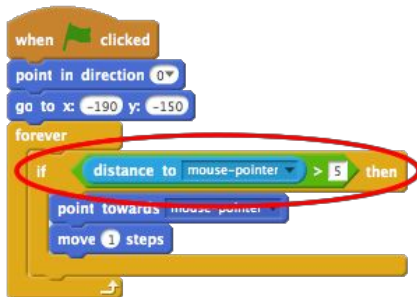 when clicked
point in direction 0
go to x: -190 y: -150
forever
if distance to mouse-pointer > 5 then
point towards mouse-pointer
move 1 steps